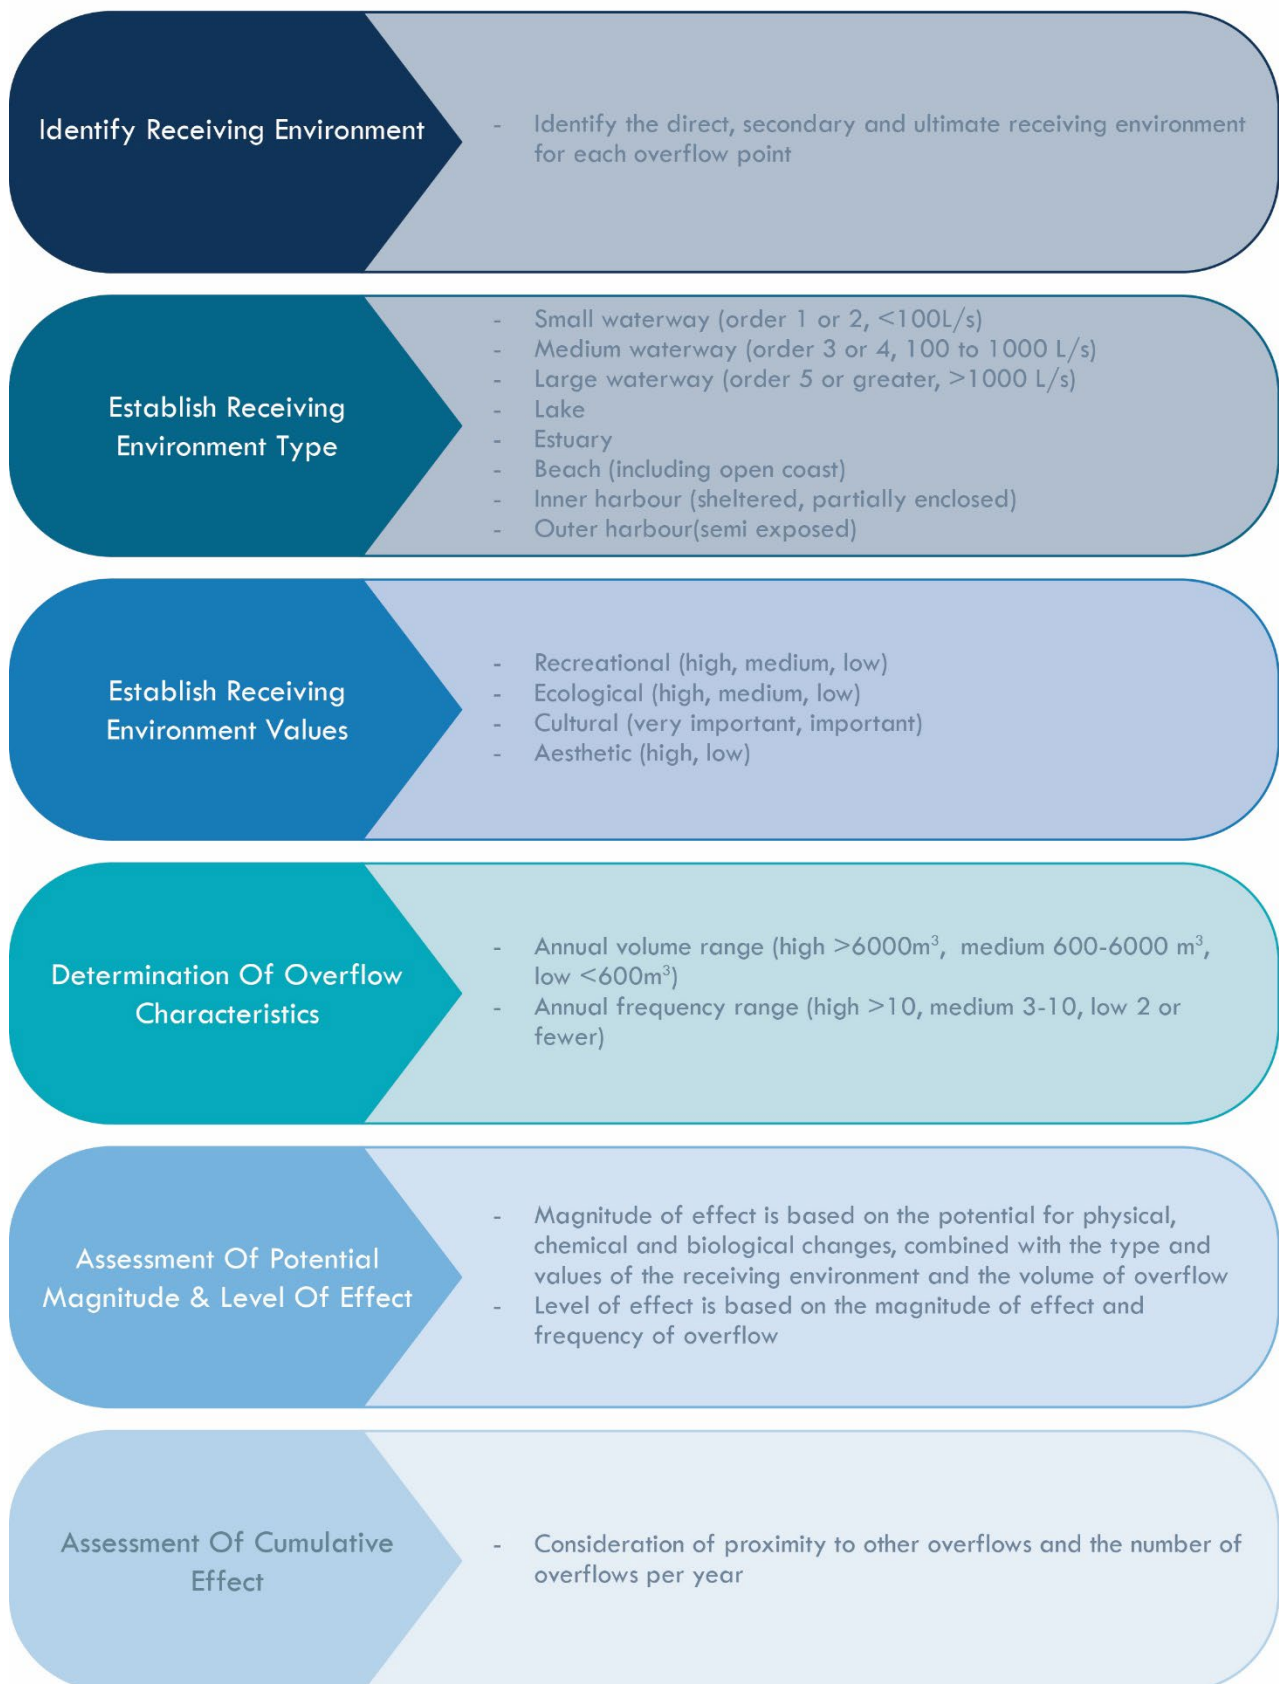 Identify Receiving Environment
- Identify the direct, secondary and ultimate receiving environment
for each overflow point
Establish Receiving
Environment Type
- Small waterway (order 1 or 2, <100L/s)
- Medium waterway (order 3 or 4, 100 to 1000 L/s)
- Large waterway (order 5 or greater, >1000 L/s)
- Lake
- Estuary
- Beach (including open coast)
- Inner harbour (sheltered, partially enclosed)
- Outer harbour(semi exposed)
Establish Receiving
Environment Values
- Recreational (high, medium, low)
- Ecological (high, medium, low)
- Cultural (very important, important)
- Aesthetic (high, low)
Determination Of Overflow
Characteristics
- Annual volume range (high >6000m³, medium 600-6000 m³,
low <600m³)
- Annual frequency range (high >10, medium 3-10, low 2 or
fewer)
Assessment Of Potential
Magnitude & Level Of Effect
- Magnitude of effect is based on the potential for physical,
chemical and biological changes, combined with the type and
values of the receiving environment and the volume of overflow
- Level of effect is based on the magnitude of effect and
frequency of overflow
Assessment Of Cumulative
Effect
- Consideration of proximity to other overflows and the number of
overflows per year